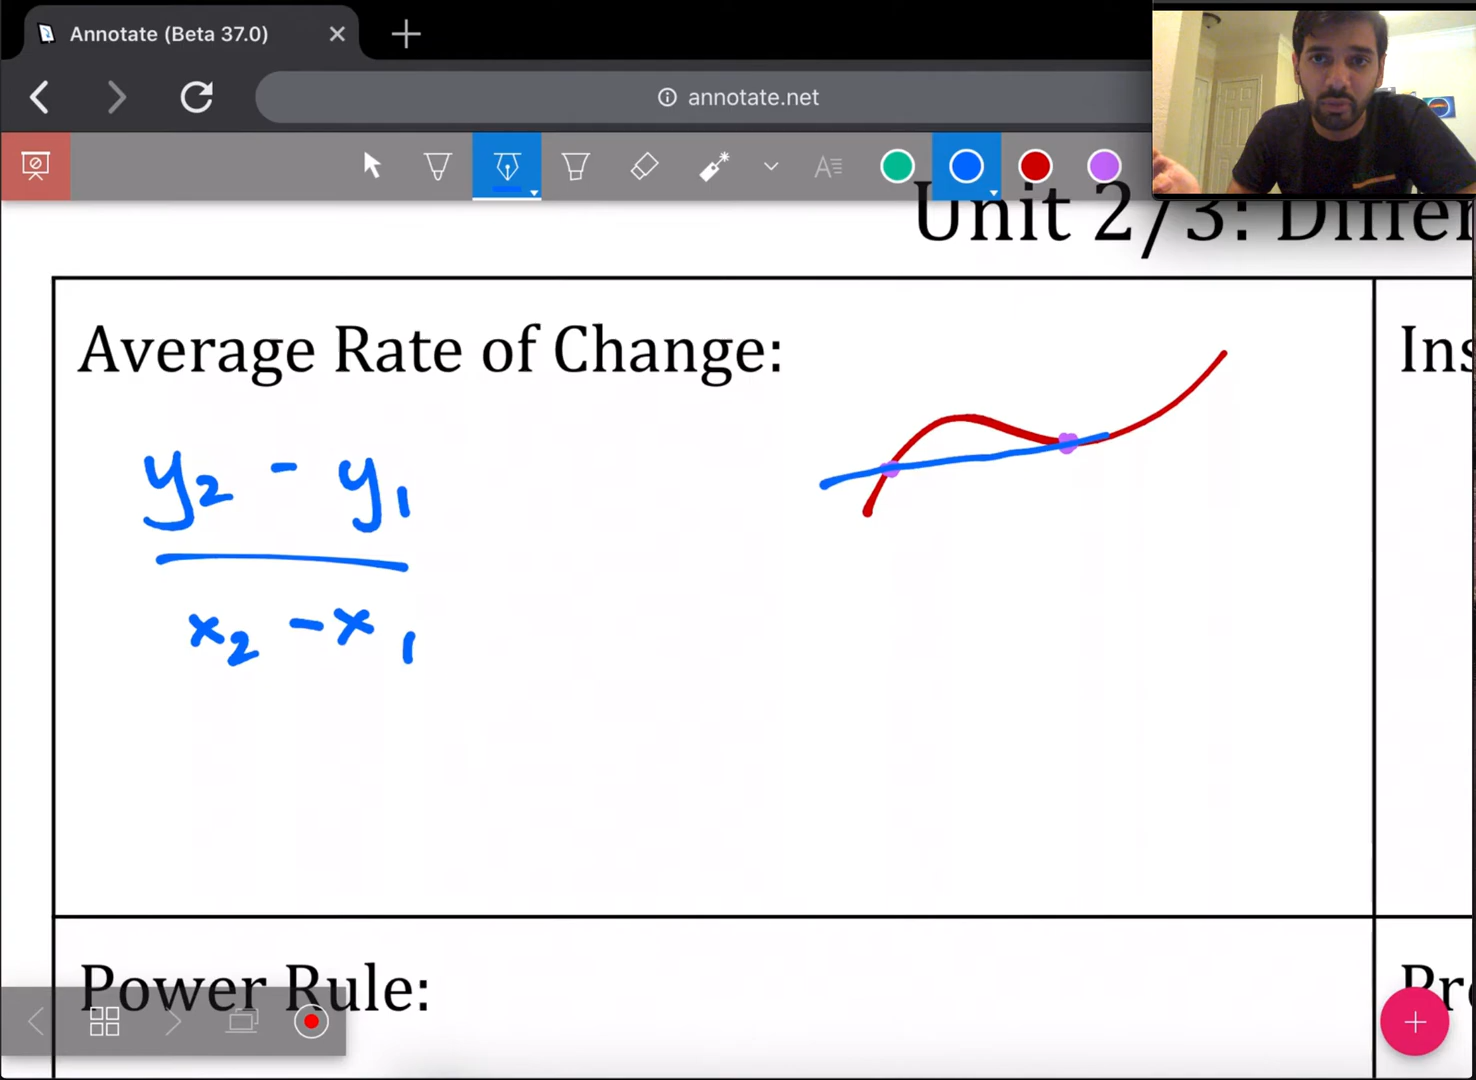 Annotate (Beta 37.0)
annotate.net
Unit 2/3: Differ
Average Rate of Change:
y₂ - y₁
x₂ - x₁
Ins
Power Rule:
Pr